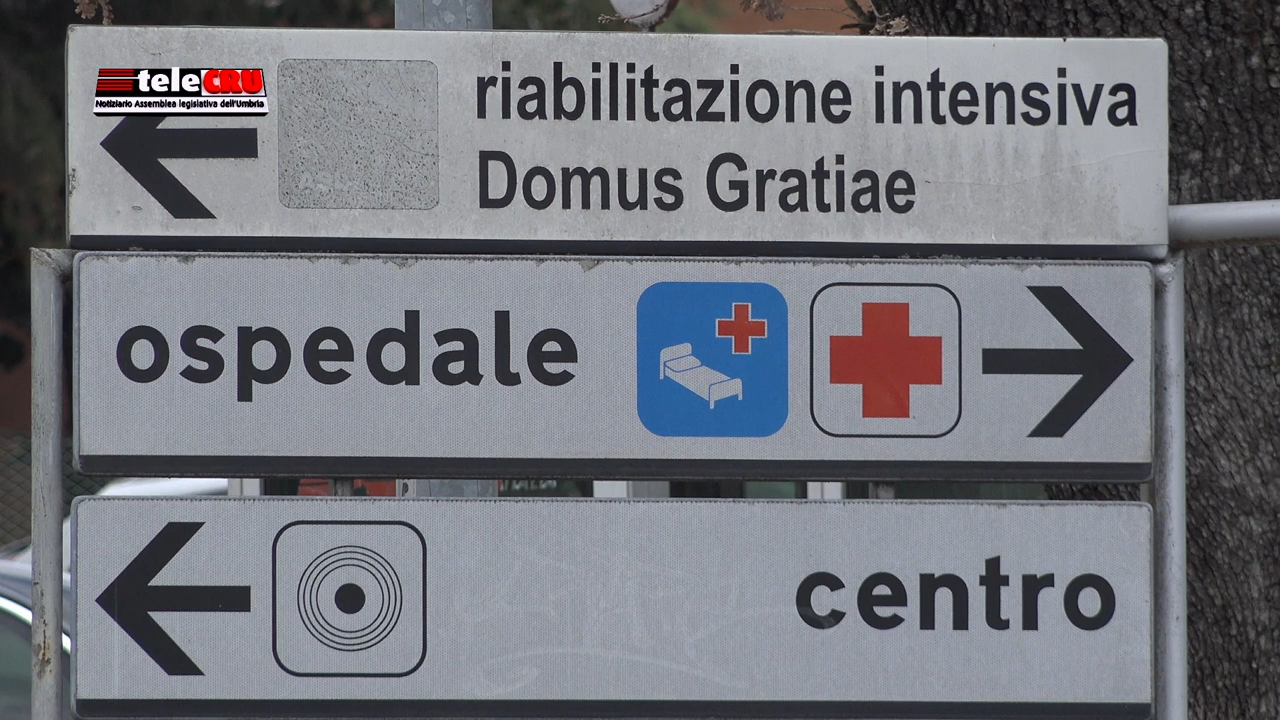 teleCRU
Notiziario Assemblea legislativa dell'Umbria
riabilitazione intensiva
Domus Gratiae
ospedale
centro